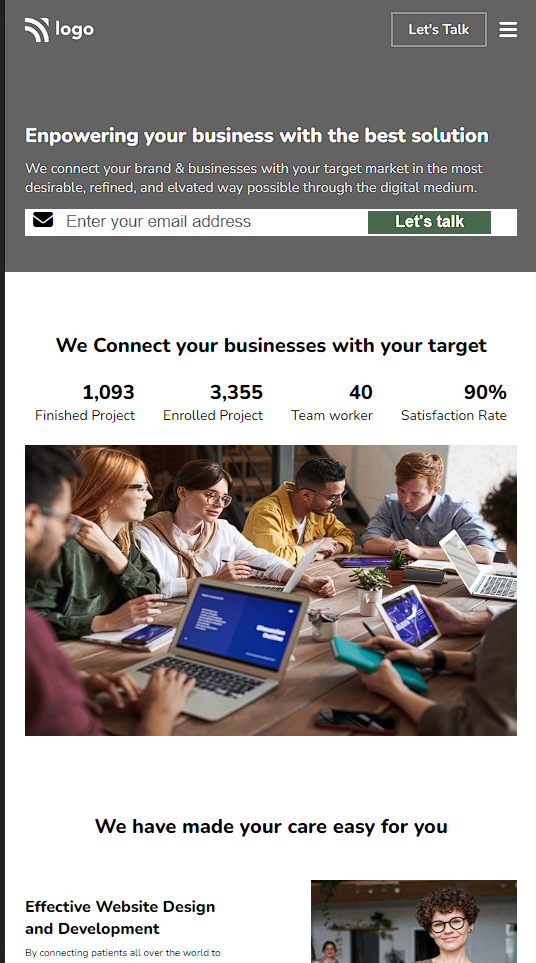 logo
Let's Talk
Enpowering your business with the best solution
We connect your brand & businesses with your target market in the most
desirable, refined, and elvated way possible through the digital medium.
Enter your email address
Let's talk
We Connect your businesses with your target
1,093 3,355 40 90%
Finished Project Enrolled Project Team worker Satisfaction Rate
We have made your care easy for you
Effective Website Design
and Development
By connecting patients all over the world to